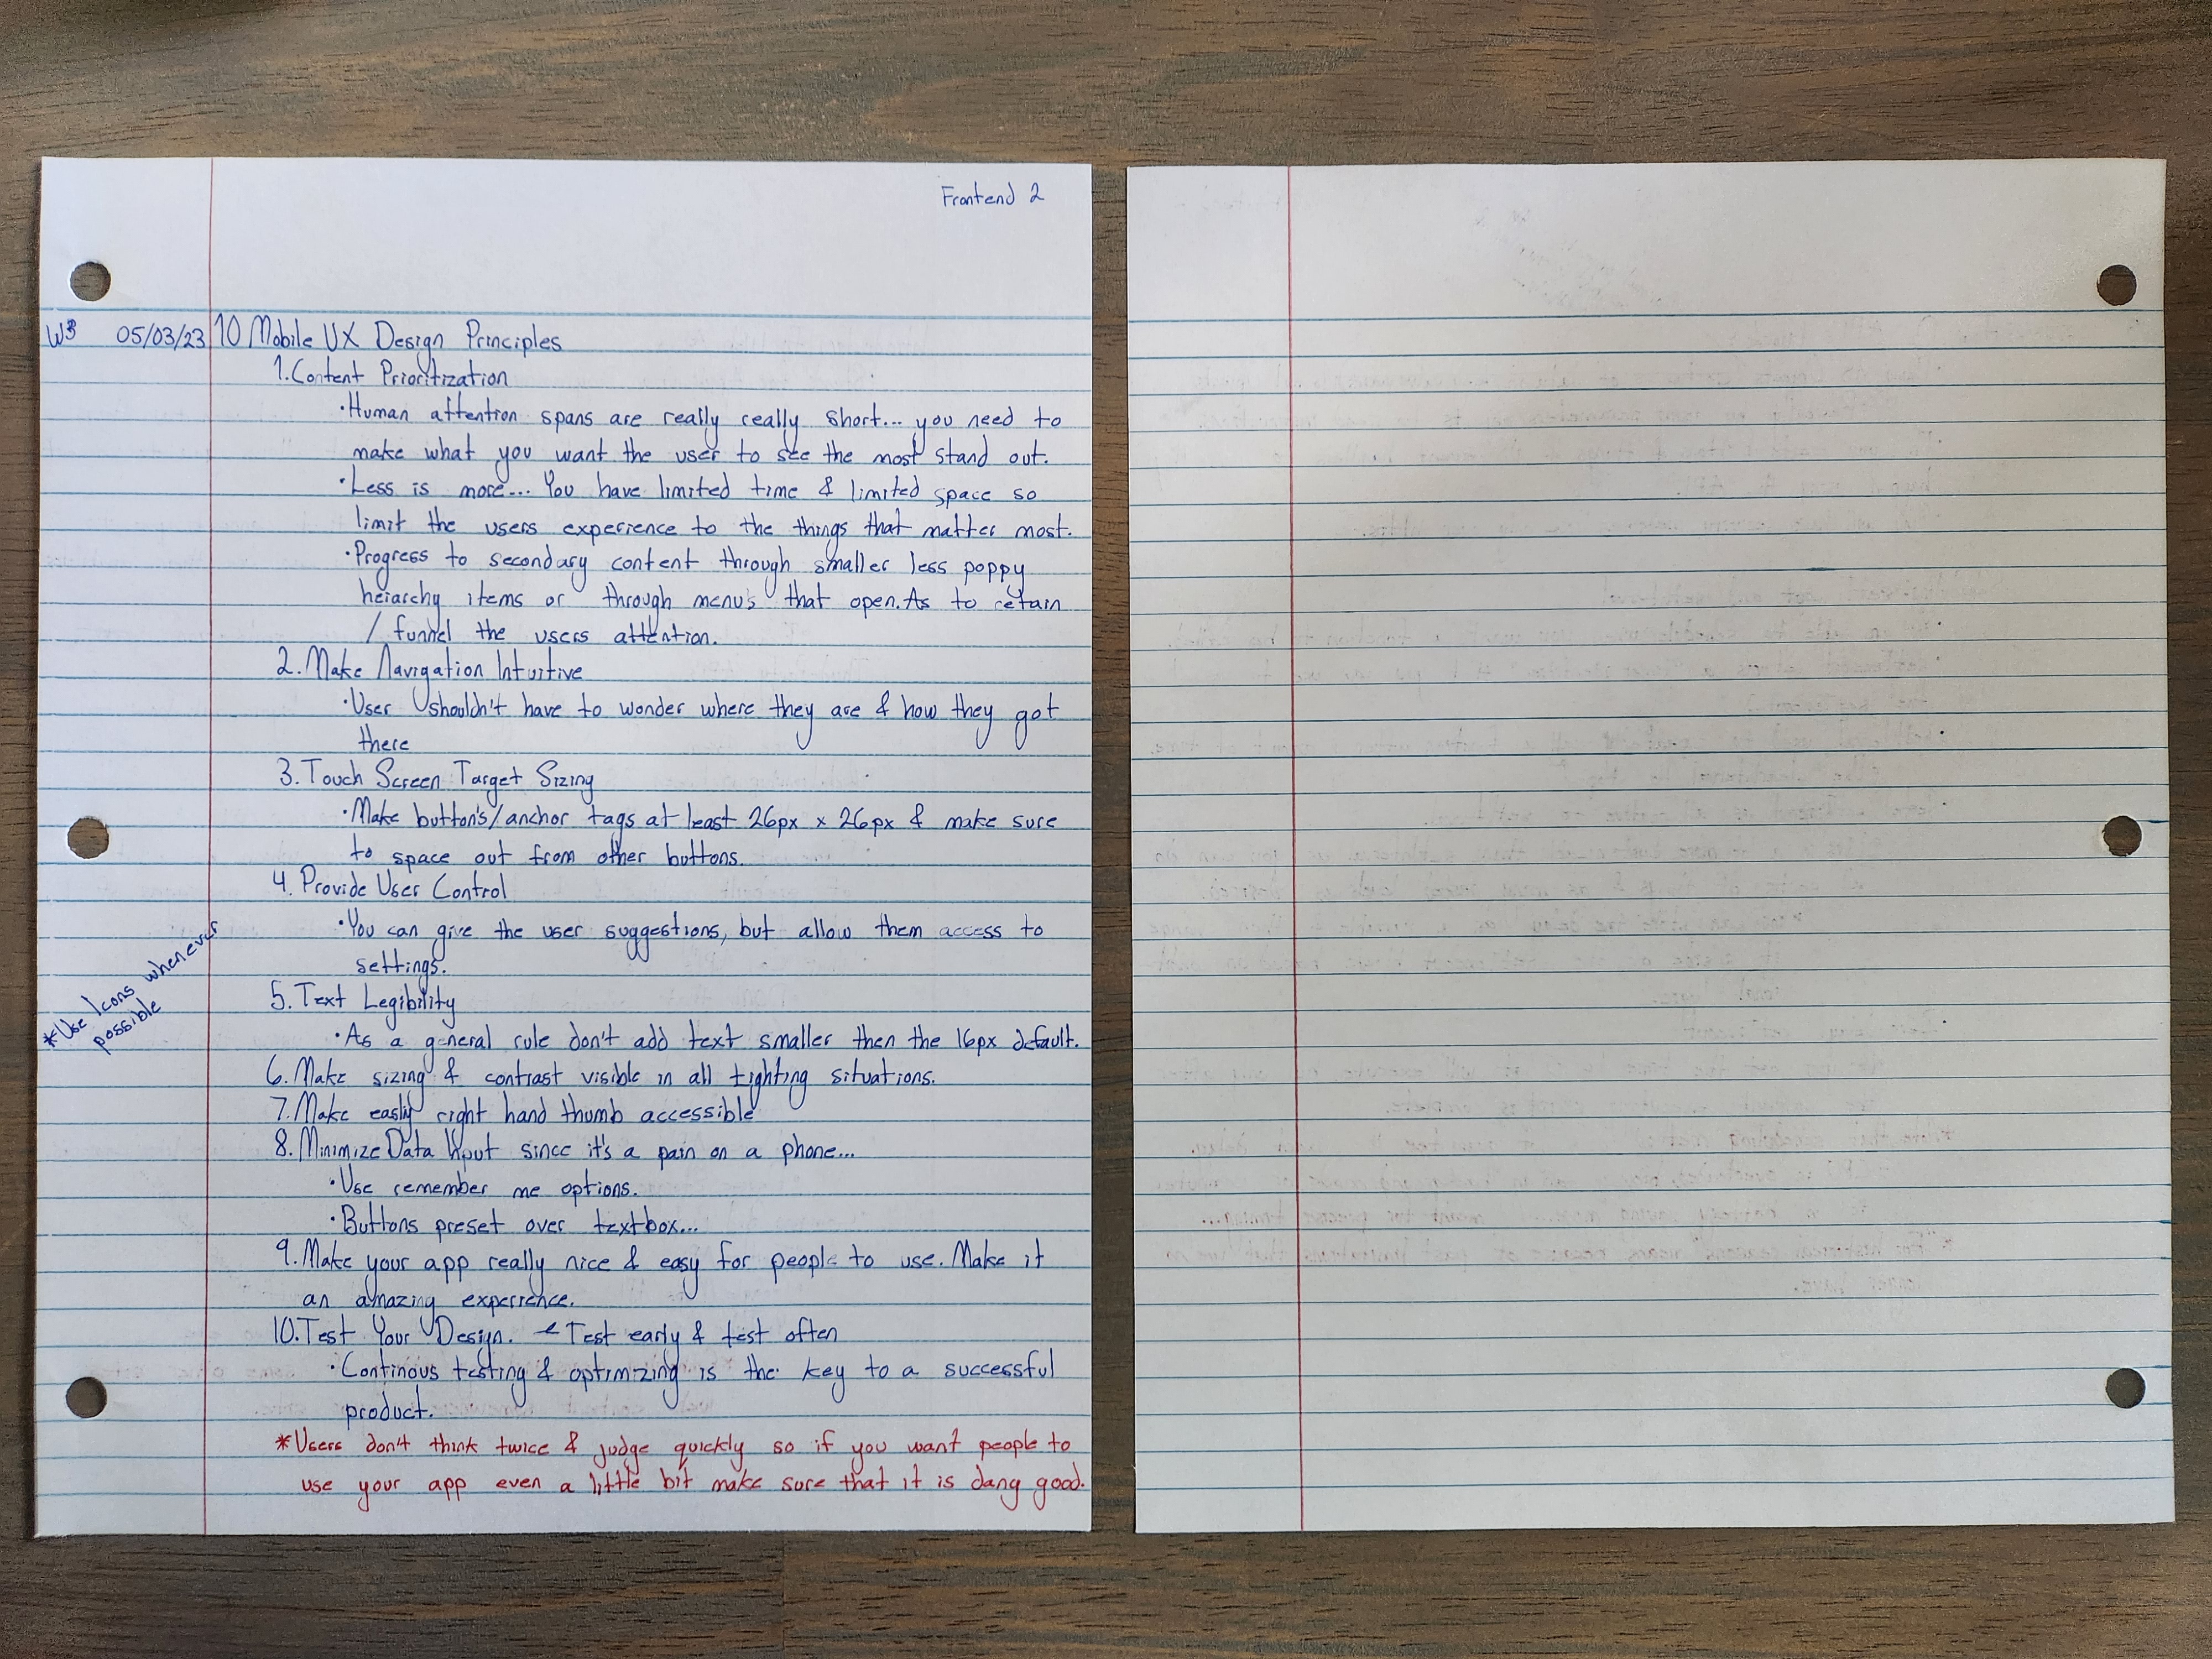 Frontend 2
W3 05/03/23 10 Mobile UX Design Principles
1. Content Prioritization
• Human attention spans are really really short... you need to
make what you want the user to see the most stand out.
• Less is more... You have limited time & limited space so
limit the users experience to the things that matter most.
• Progress to secondary content through smaller less poppy
heirarchy items or through menu's that open. As to retain
/ funnel the users attention.
2. Make Navigation Intuitive
• User Ushouldn't have to wonder where they are & how they got
there
3. Touch Screen Target Sizing
• Make button's/anchor tags at least 26px x 26px & make sure
to space out from other buttons.
4. Provide User Control
• You can give the user suggestions, but allow them access to
settings.
5. Text Legibility
• As a general rule don't add text smaller then the 16px default.
*Use Icons whenever
possible
6. Make sizing & contrast visible in all lighting situations.
7. Make easily right hand thumb accessible
8. Minimize Data Input since it's a pain on a phone...
• Use remember me options.
• Buttons preset over textbox...
9. Make your app really nice & easy for people to use. Make it
an amazing experience.
10. Test Your Design. Test early & test often
• Continous testing & optimizing is the key to a successful
product.
*Users don't think twice & judge quickly so if you want people to
use your app even a little bit make sure that it is dang good.